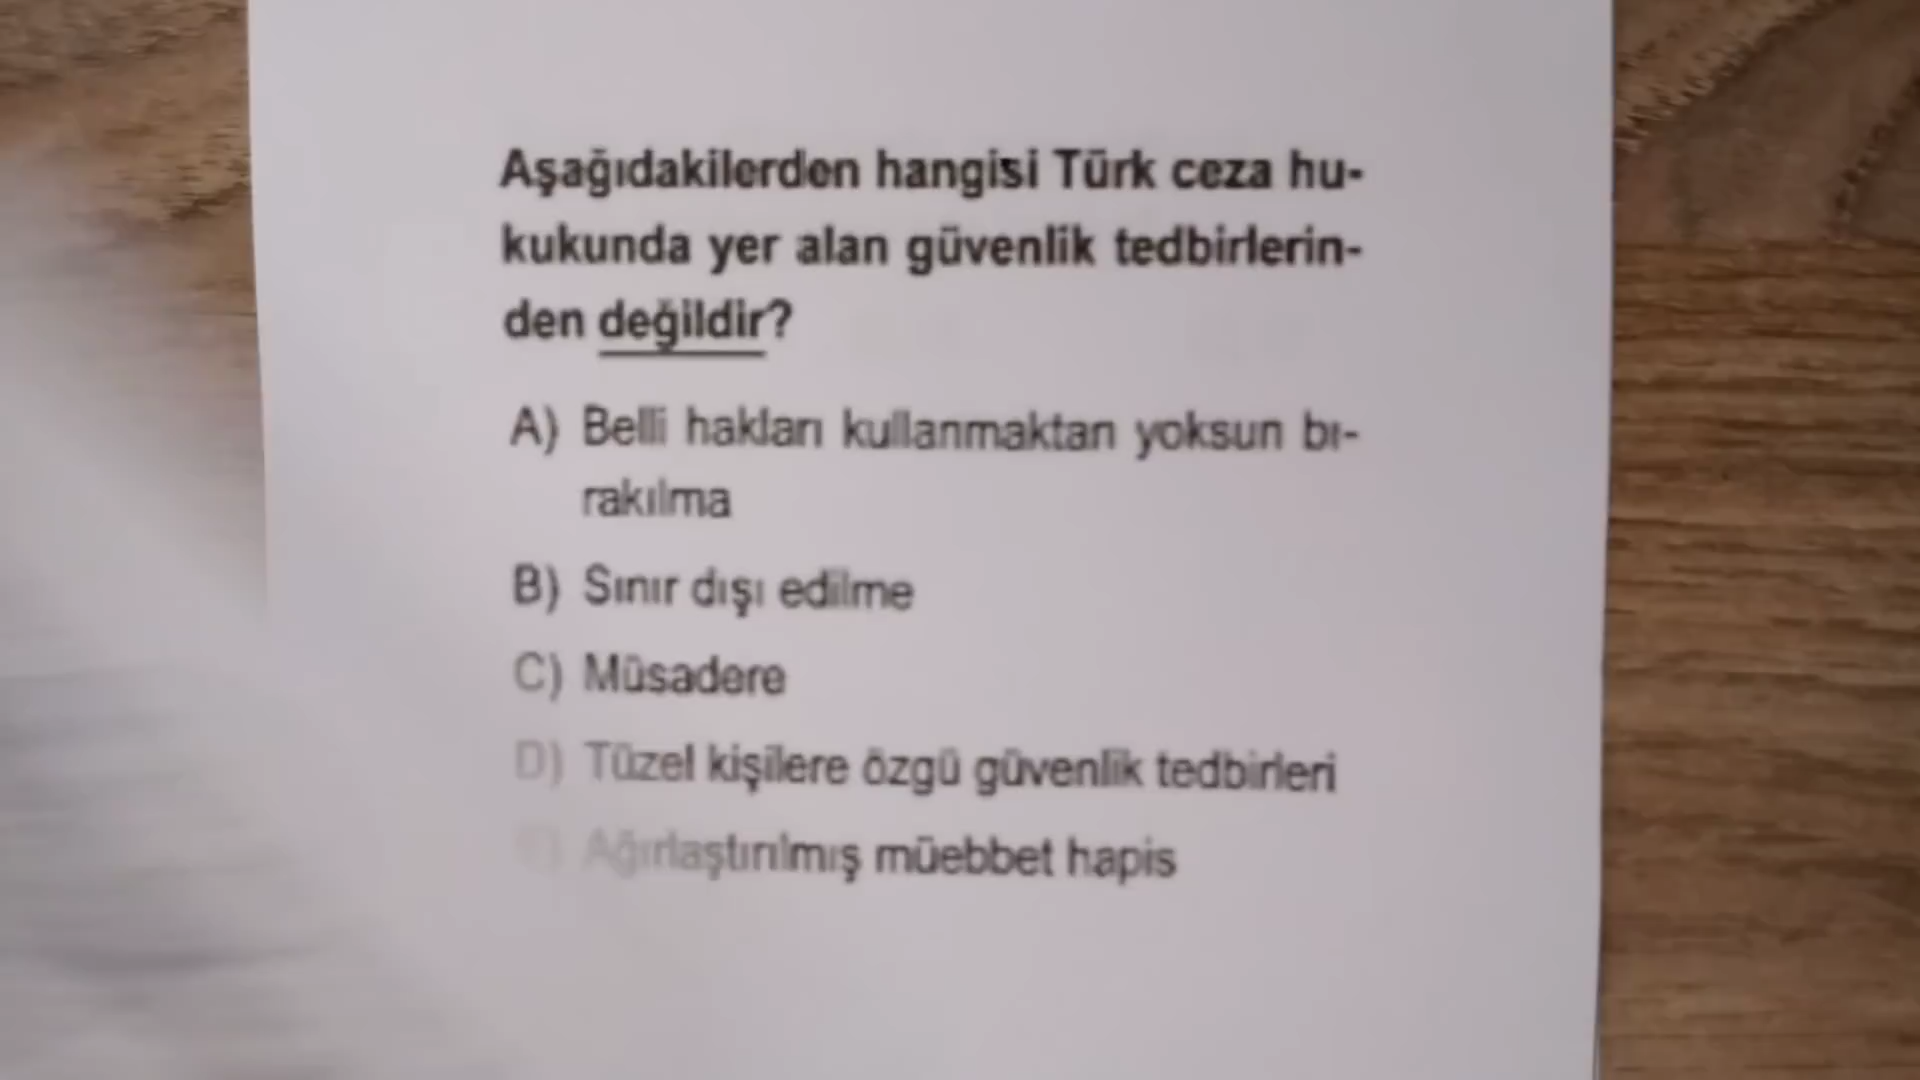 Aşağıdakilerden hangisi Türk ceza hu-
kukunda yer alan güvenlik tedbirlerin-
den değildir?
A) Belli hakları kullanmaktan yoksun bı-
rakılma
B) Sınır dışı edilme
C) Müsadere
D) Tüzel kişilere özgü güvenlik tedbirleri
Ağırlaştırılmış müebbet hapis